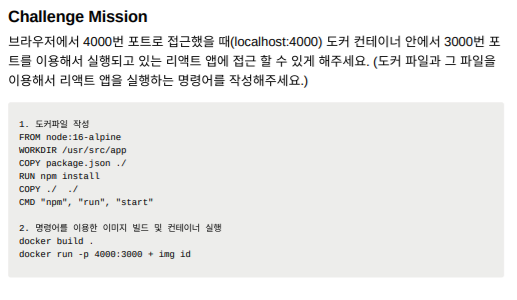 Challenge Mission
브라우저에서 4000번 포트로 접근했을 때(localhost:4000) 도커 컨테이너 안에서 3000번 포
트를 이용해서 실행되고 있는 리액트 앱에 접근 할 수 있게 해주세요. (도커 파일과 그 파일을
이용해서 리액트 앱을 실행하는 명령어를 작성해주세요.)
1. 도커파일 작성
FROM node:16-alpine
WORKDIR /usr/src/app
COPY package.json ./
RUN npm install
COPY ./  ./
CMD "npm", "run", "start"
2. 명령어를 이용한 이미지 빌드 및 컨테이너 실행
docker build .
docker run -p 4000:3000 + img id